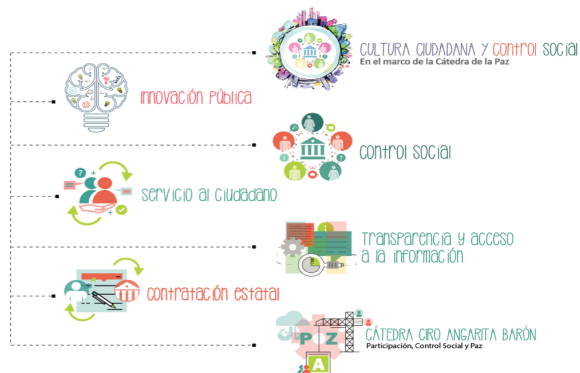 CULTURA CIUDADANA Y CONTROL SOCIAL
En el marco de la Cátedra de la Paz
INNOVACIÓN PÚBLICA
CONTROL SOCIAL
SERVICIO AL CIUDADANO
TRANSPARENCIA Y ACCESO
A LA INFORMACIÓN
CONTRATACIÓN ESTATAL
P Z
A
CÁTEDRA CIRO ANGARITA BARÓN
Participación, Control Social y Paz